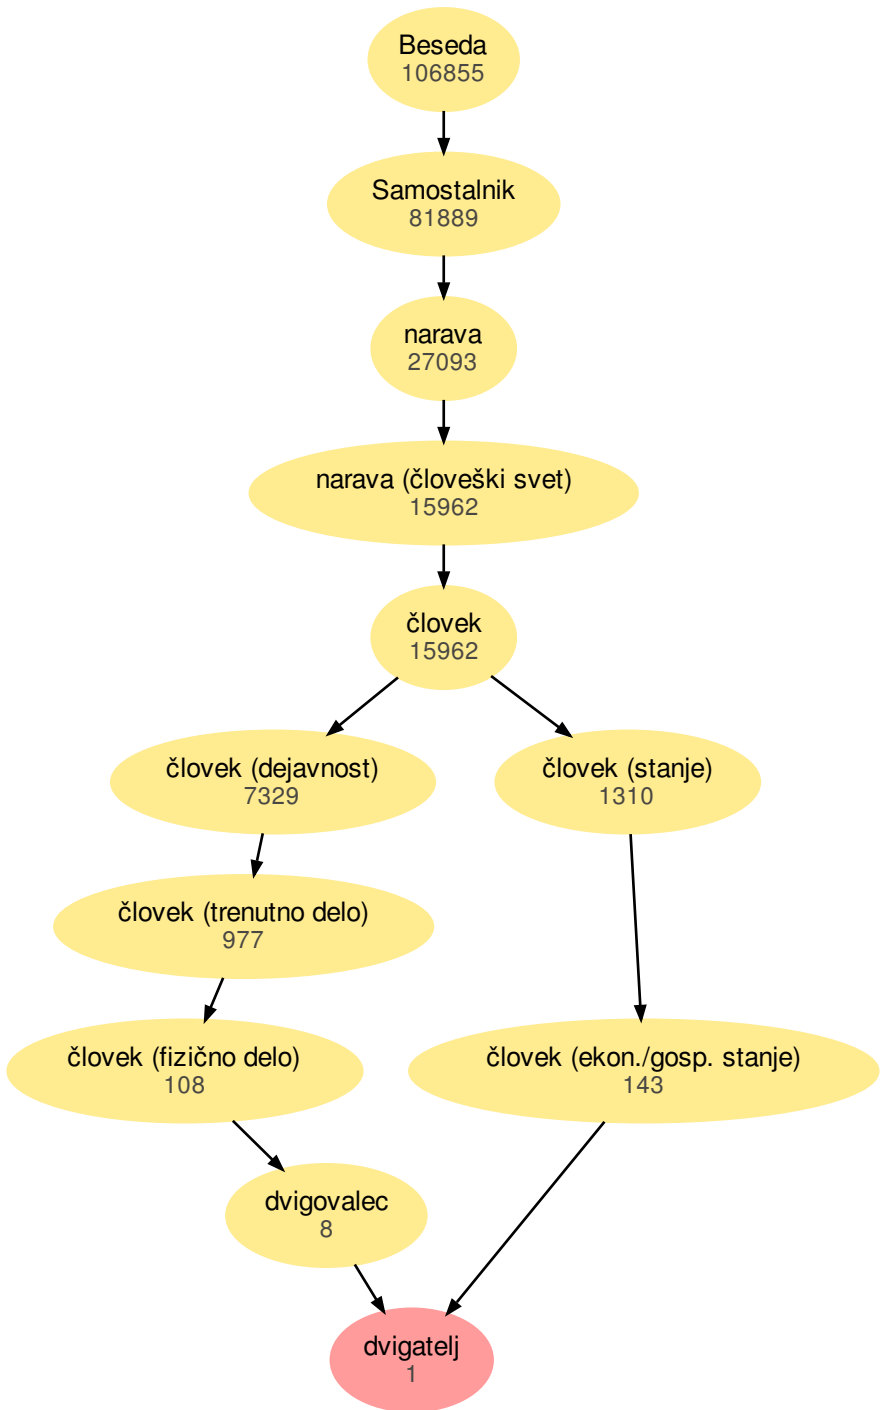 Beseda
106855
Samostalnik
81889
narava
27093
narava (človeški svet)
15962
človek
15962
človek (dejavnost)
7329
človek (stanje)
1310
človek (trenutno delo)
977
človek (fizično delo)
108
človek (ekon./gosp. stanje)
143
dvigovalec
8
dvigatelj
1